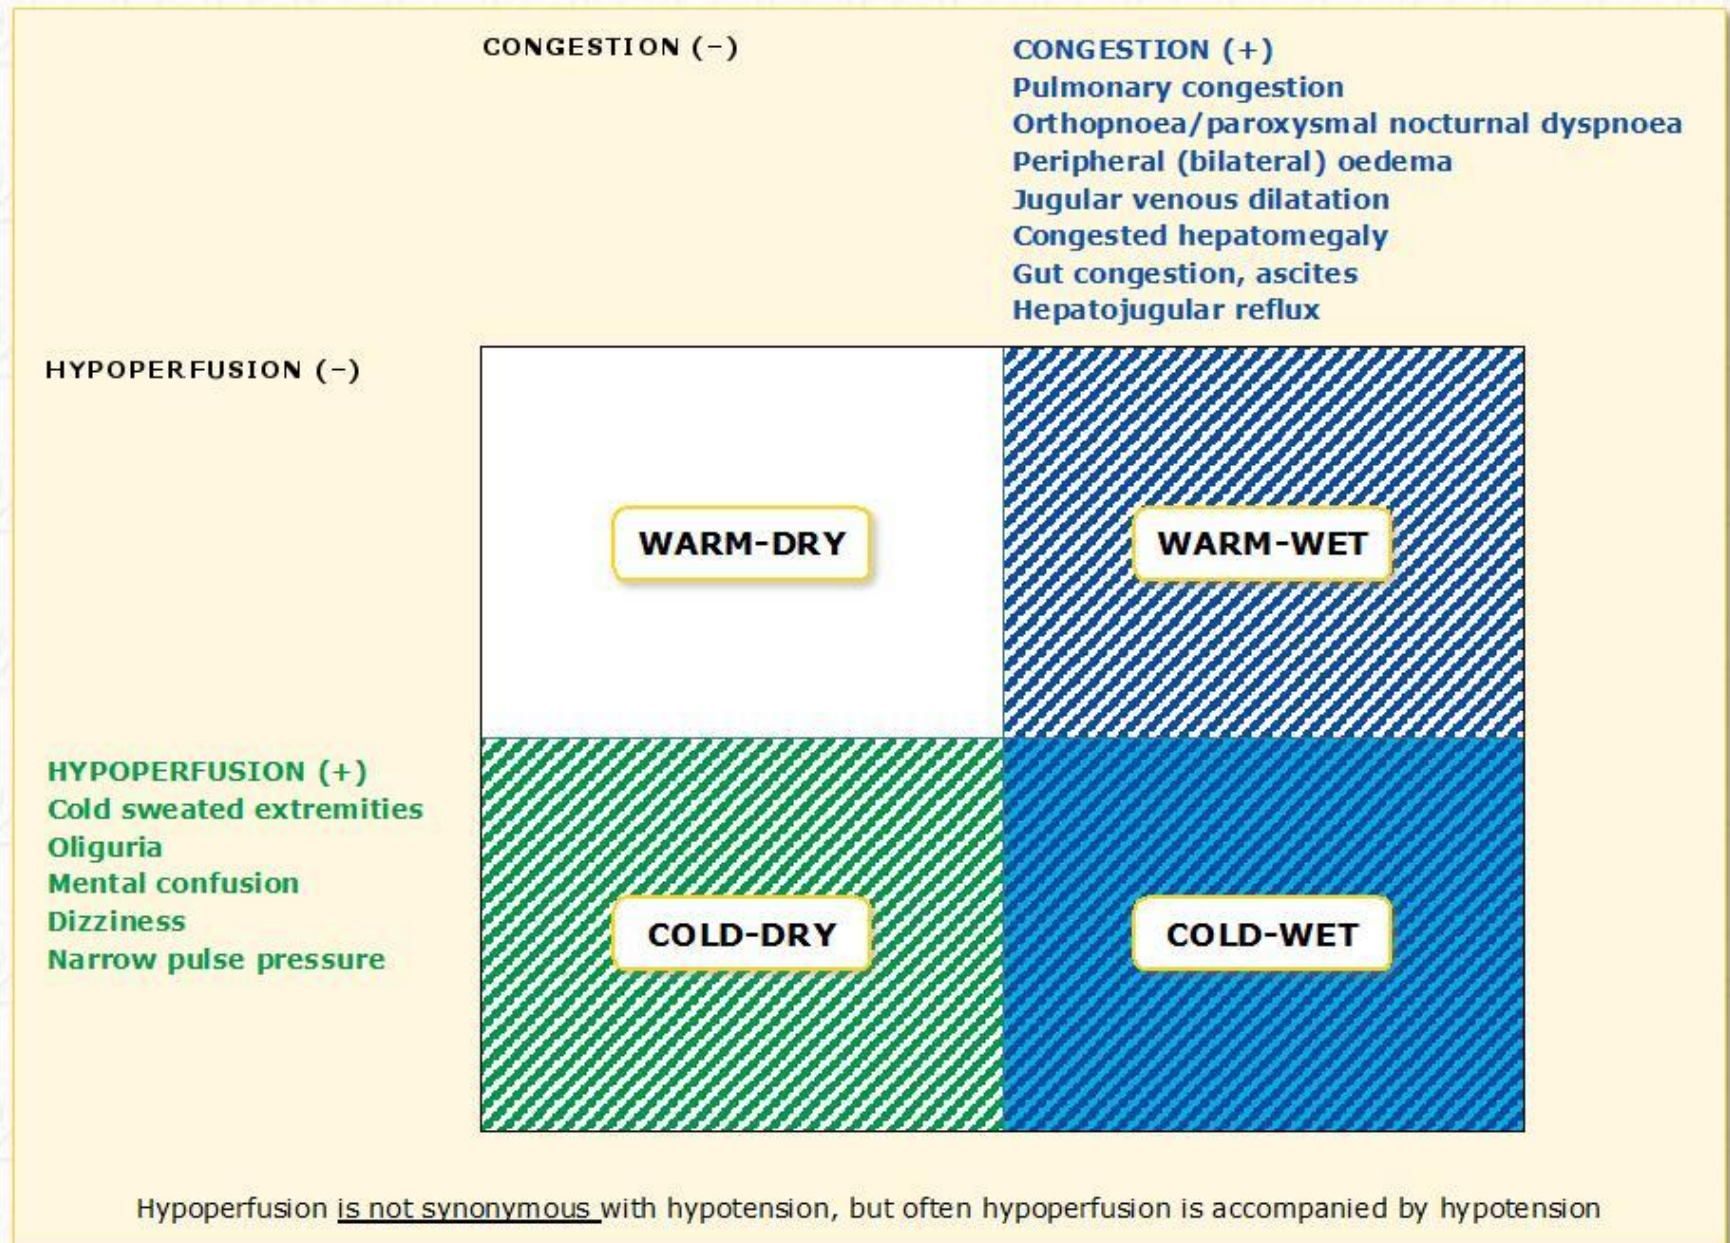 CONGESTION (-)
CONGESTION (+)
Pulmonary congestion
Orthopnoea/paroxysmal nocturnal dyspnoea
Peripheral (bilateral) oedema
Jugular venous dilatation
Congested hepatomegaly
Gut congestion, ascites
Hepatojugular reflux
HYPOPERFUSION (-)
WARM-DRY
WARM-WET
HYPOPERFUSION (+)
Cold sweated extremities
Oliguria
Mental confusion
Dizziness
Narrow pulse pressure
COLD-DRY
COLD-WET
Hypoperfusion is not synonymous with hypotension, but often hypoperfusion is accompanied by hypotension